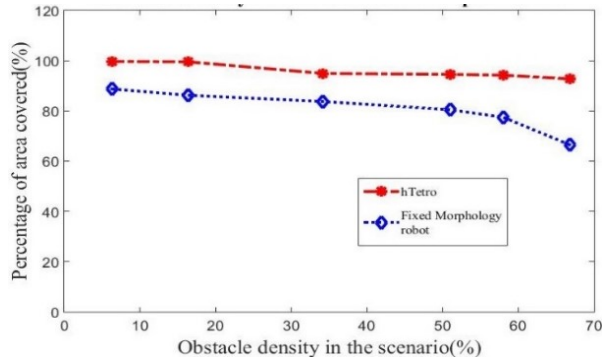 120
100
80
60
40
20
0
Percentage of area covered(%)
hTetro
Fixed Morphology
robot
0 10 20 30 40 50 60 70
Obstacle density in the scenario(%)